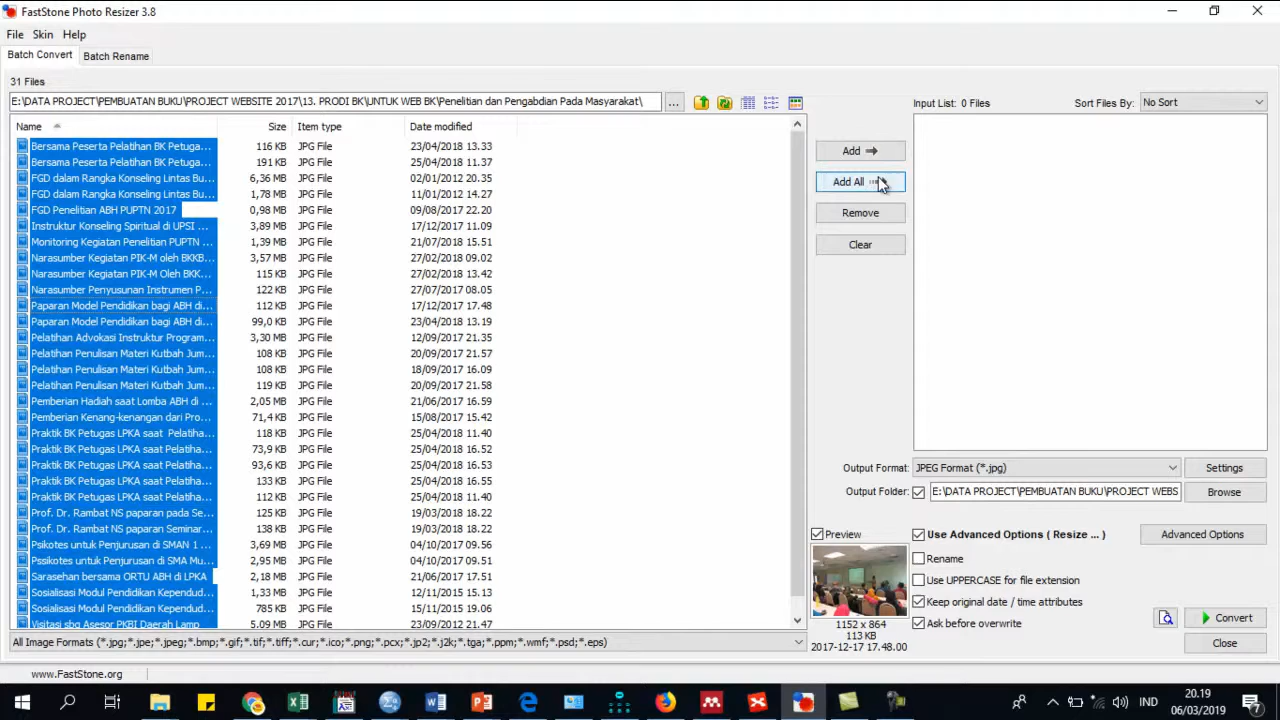 FastStone Photo Resizer 3.8
File Skin Help
Batch Convert Batch Rename
31 Files
E:\DATA PROJECT\PEMBUATAN BUKU\PROJECT WEBSITE 2017\13. PRODI BK\UNTUK WEB BK\Penelitian dan Pengabdian Pada Masyarakat\ ... Input List: 0 Files Sort Files By: No Sort
Name Size Item type Date modified
Bersama Peserta Pelatihan BK Petuga... 116 KB JPG File 23/04/2018 13.33
Bersama Peserta Pelatihan BK Petuga... 191 KB JPG File 25/04/2018 11.37
FGD dalam Rangka Konseling Lintas Bu... 6,36 MB JPG File 02/01/2012 20.35
FGD dalam Rangka Konseling Lintas Bu... 1,78 MB JPG File 11/01/2012 14.27
FGD Penelitian ABH PUPTN 2017 0,98 MB JPG File 09/08/2017 22.20
Instruktur Konseling Spiritual di UPSI ... 3,89 MB JPG File 17/12/2017 11.09
Monitoring Kegiatan Penelitian PUPTN ... 1,39 MB JPG File 21/07/2018 15.51
Narasumber Kegiatan PIK-M oleh BKKB... 3,57 MB JPG File 27/02/2018 09.02
Narasumber Kegiatan PIK-M Oleh BKK... 115 KB JPG File 27/02/2018 13.42
Narasumber Penyusunan Instrumen P... 122 KB JPG File 27/07/2017 08.05
Paparan Model Pendidikan bagi ABH di... 112 KB JPG File 17/12/2017 17.48
Paparan Model Pendidikan bagi ABH di... 99,0 KB JPG File 23/04/2018 13.19
Pelatihan Advokasi Instruktur Program... 3,30 MB JPG File 12/09/2017 21.35
Pelatihan Penulisan Materi Kutbah Jum... 108 KB JPG File 20/09/2017 21.57
Pelatihan Penulisan Materi Kutbah Jum... 108 KB JPG File 18/09/2017 16.09
Pelatihan Penulisan Materi Kutbah Jum... 119 KB JPG File 20/09/2017 21.58
Pemberian Hadiah saat Lomba ABH di ... 2,05 MB JPG File 21/06/2017 16.59
Pemberian Kenang-kenangan dari Pro... 71,4 KB JPG File 15/08/2017 15.42
Praktik BK Petugas LPKA saat Pelatiha... 118 KB JPG File 25/04/2018 11.40
Praktik BK Petugas LPKA saat Pelatiha... 73,9 KB JPG File 25/04/2018 16.52
Praktik BK Petugas LPKA saat Pelatiha... 93,6 KB JPG File 25/04/2018 16.53
Praktik BK Petugas LPKA saat Pelatiha... 133 KB JPG File 25/04/2018 16.55
Praktik BK Petugas LPKA saat Pelatiha... 112 KB JPG File 25/04/2018 11.40
Prof. Dr. Rambat NS paparan pada Se... 125 KB JPG File 19/03/2018 18.22
Prof. Dr. Rambat NS paparan Seminar... 138 KB JPG File 19/03/2018 18.22
Psikotes untuk Penjurusan di SMAN 1 ... 3,69 MB JPG File 04/10/2017 09.56
Pssikotes untuk Penjurusan di SMA Mu... 2,95 MB JPG File 04/10/2017 09.51
Sarasehan bersama ORTU ABH di LPKA 2,18 MB JPG File 21/06/2017 17.51
Sosialisasi Modul Pendidikan Kependud... 1,33 MB JPG File 12/11/2015 15.13
Sosialisasi Modul Pendidikan Kependud... 785 KB JPG File 15/11/2015 19.06
Visitasi sbg Asesor PKBI Daerah Lamp 5,09 MB JPG File 23/09/2012 21.47
All Image Formats (*.jpg;*.jpe;*.jpeg;*.bmp;*.gif;*.tif;*.tiff;*.cur;*.ico;*.png;*.pcx;*.jp2;*.j2k;*.tga;*.ppm;*.wmf;*.psd;*.eps)
Add
Add All
Remove
Clear
Output Format: JPEG Format (*.jpg) Settings
Output Folder: E:\DATA PROJECT\PEMBUATAN BUKU\PROJECT WEBS Browse
Preview Use Advanced Options ( Resize ... ) Advanced Options
Rename
Use UPPERCASE for file extension
Keep original date / time attributes
Ask before overwrite Convert
1152 x 864
113 KB
2017-12-17 17.48.00
Close
www.FastStone.org
IND 20.19
06/03/2019
7